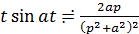 t sin at ≓ 2ap / (p² + a²)²